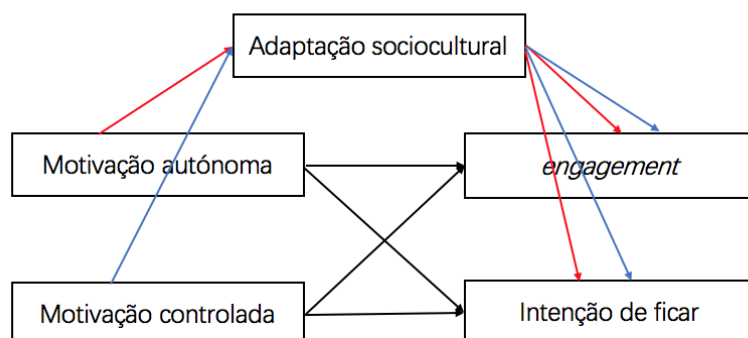 Adaptação sociocultural
Motivação autónoma
engagement
Motivação controlada
Intenção de ficar